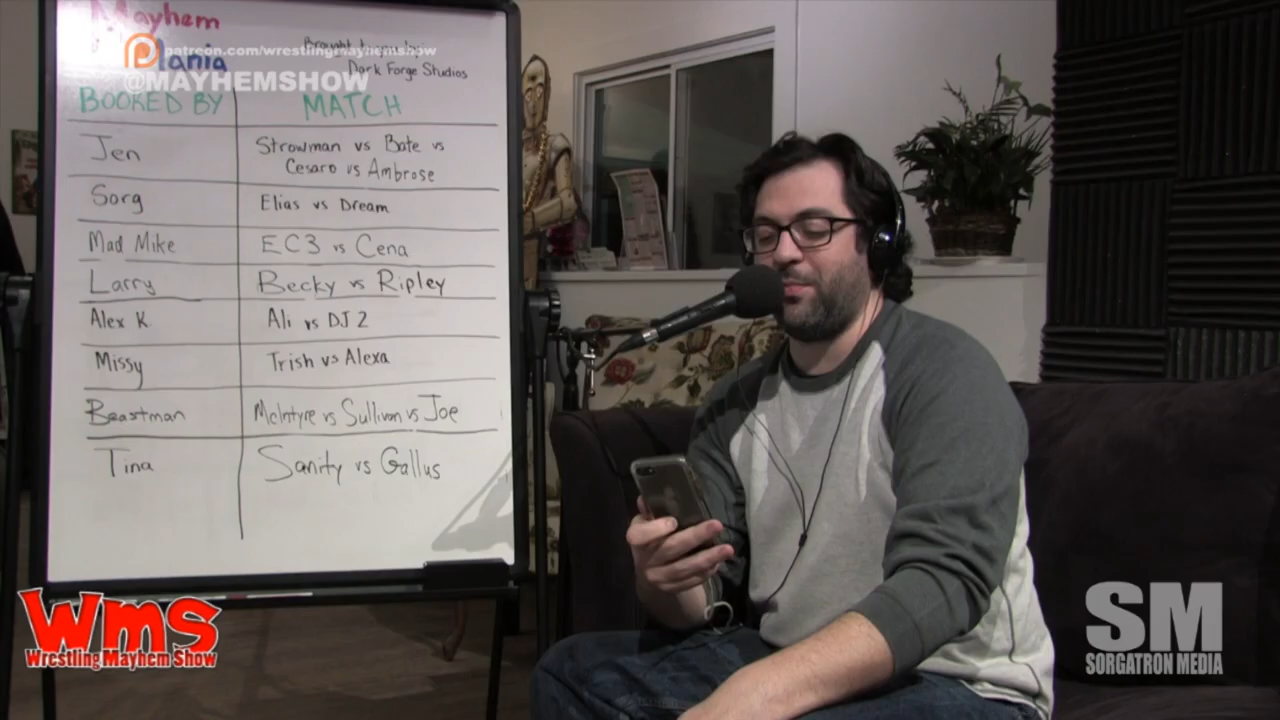 Mayhem
Mania
patreon.com/wrestlingmayhemshow
@MAYHEMSHOW
Brought
Dark Forge Studios
BOOKED BY MATCH
Jen Strowman vs Bate vs
Cesaro vs Ambrose
Sorg Elias vs Dream
Mad Mike EC3 vs Cena
Larry Becky vs Ripley
Alex K. Ali vs DJ Z
Missy Trish vs Alexa
Beastman McIntyre vs Sullivan vs Joe
Tina Sanity vs Gallus
WMS
Wrestling Mayhem Show
SM
SORGATRON MEDIA